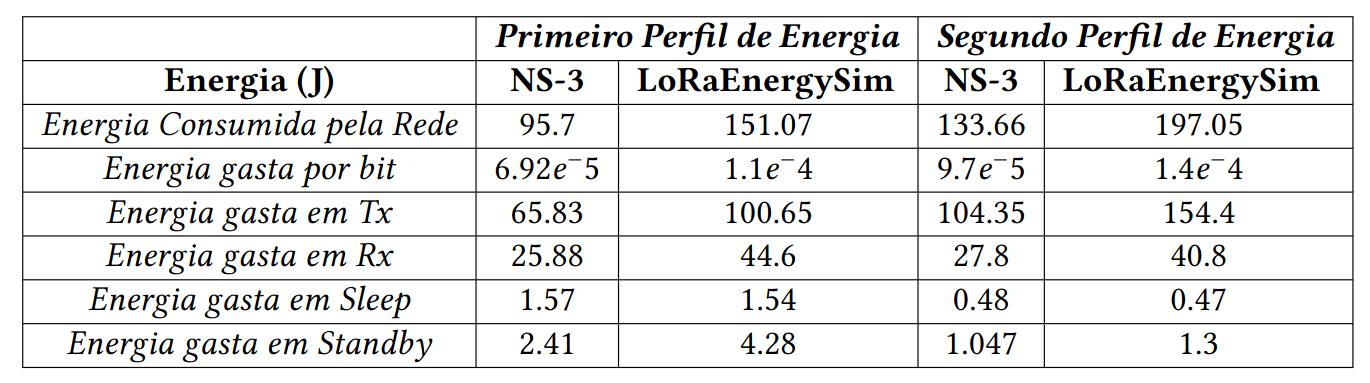 Primeiro Perfil de Energia Segundo Perfil de Energia
Energia (J) NS-3 LoRaEnergySim NS-3 LoRaEnergySim
Energia Consumida pela Rede 95.7 151.07 133.66 197.05
Energia gasta por bit 6.92e⁻5 1.1e⁻4 9.7e⁻5 1.4e⁻4
Energia gasta em Tx 65.83 100.65 104.35 154.4
Energia gasta em Rx 25.88 44.6 27.8 40.8
Energia gasta em Sleep 1.57 1.54 0.48 0.47
Energia gasta em Standby 2.41 4.28 1.047 1.3